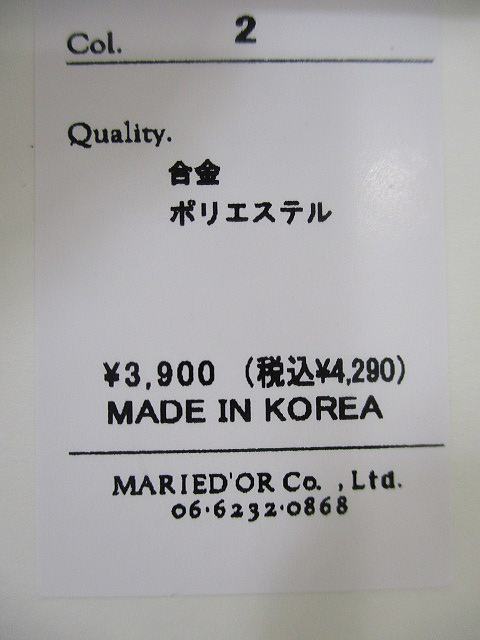 Col. 2
Quality.
合金
ポリエステル
¥3,900 (税込¥4,290)
MADE IN KOREA
MARIED'OR Co. , Ltd.
06·6232·0868